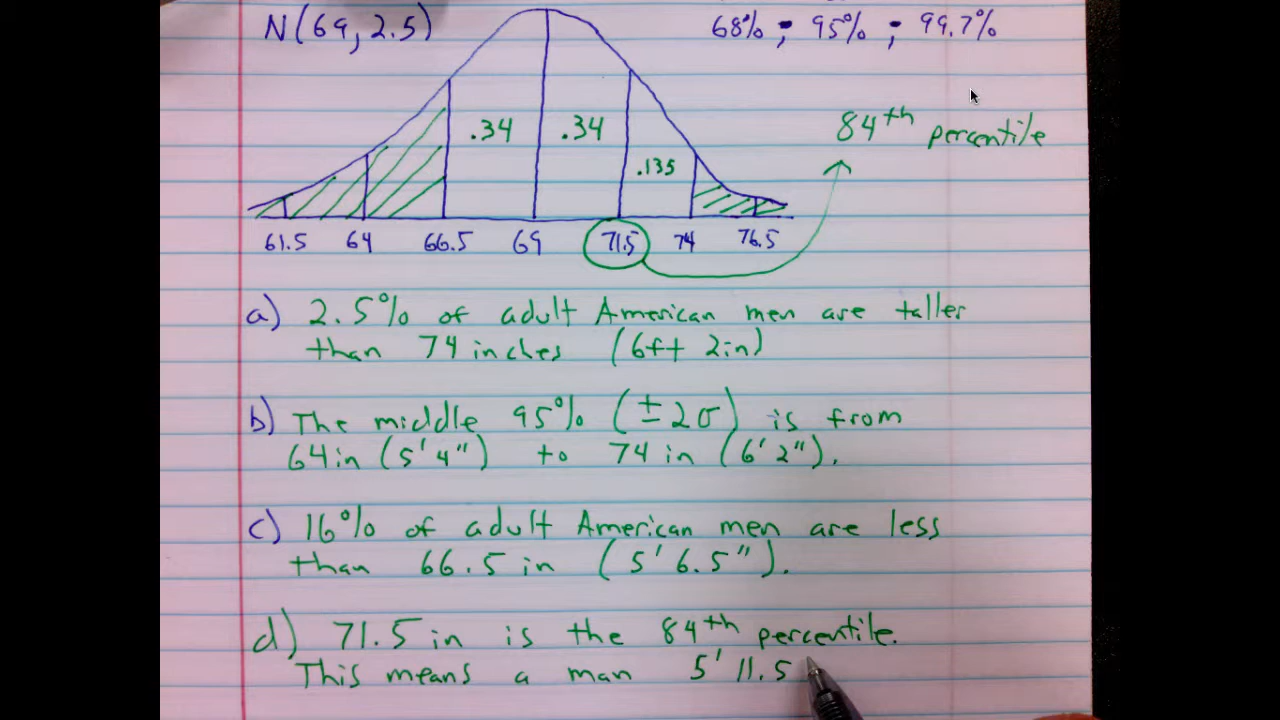 N(69, 2.5)
68% ; 95% ; 99.7%
.34
.34
.135
84th percentile
61.5 64 66.5 69 71.5 74 76.5
a) 2.5% of adult American men are taller
than 74 inches (6ft 2in)
b) The middle 95% (±2σ) is from
64in (5'4") to 74 in (6'2").
c) 16% of adult American men are less
than 66.5 in (5'6.5").
d) 71.5 in is the 84th percentile.
This means a man 5'11.5